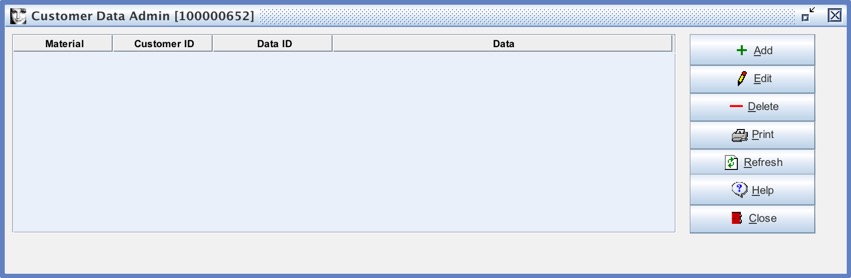 Customer Data Admin [100000652]
Material Customer ID Data ID Data
Add
Edit
Delete
Print
Refresh
Help
Close